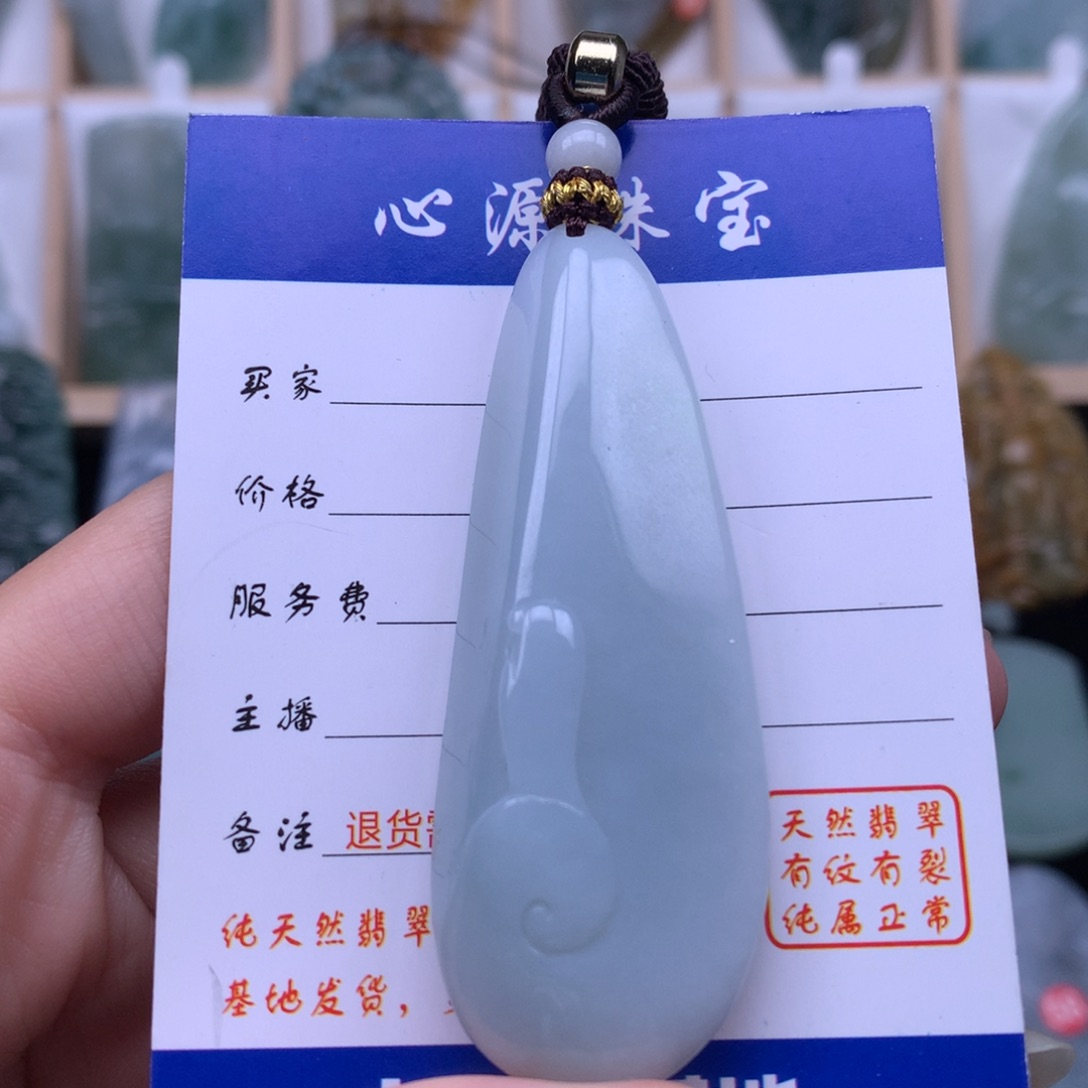 心源珠宝
买家
价格
服务费
主播
备注 退货
天然翡翠
有纹有裂
纯属正常
纯天然翡翠
基地发货，